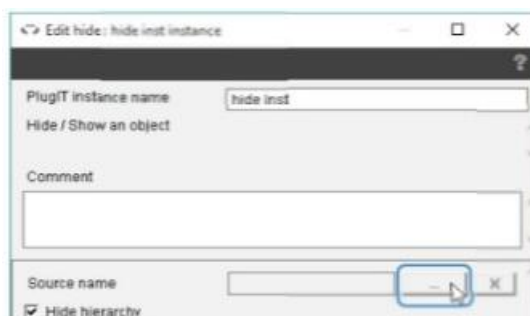 Edit hide : hide inst instance
?
PlugIT instance name hide inst
Hide / Show an object
Comment
Source name ...
Hide hierarchy